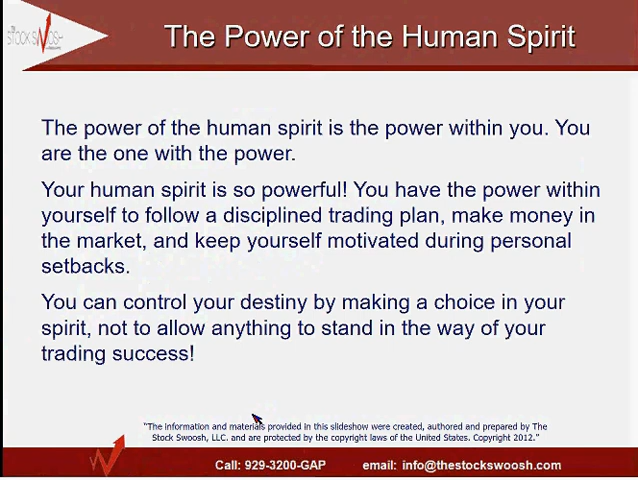 THE STOCK SWOOSH
The Power of the Human Spirit
The power of the human spirit is the power within you. You
are the one with the power.
Your human spirit is so powerful! You have the power within
yourself to follow a disciplined trading plan, make money in
the market, and keep yourself motivated during personal
setbacks.
You can control your destiny by making a choice in your
spirit, not to allow anything to stand in the way of your
trading success!
"The information and materials provided in this slideshow were created, authored and prepared by The
Stock Swoosh, LLC. and are protected by the copyright laws of the United States. Copyright 2012."
Call: 929-3200-GAP email: info@thestockswoosh.com